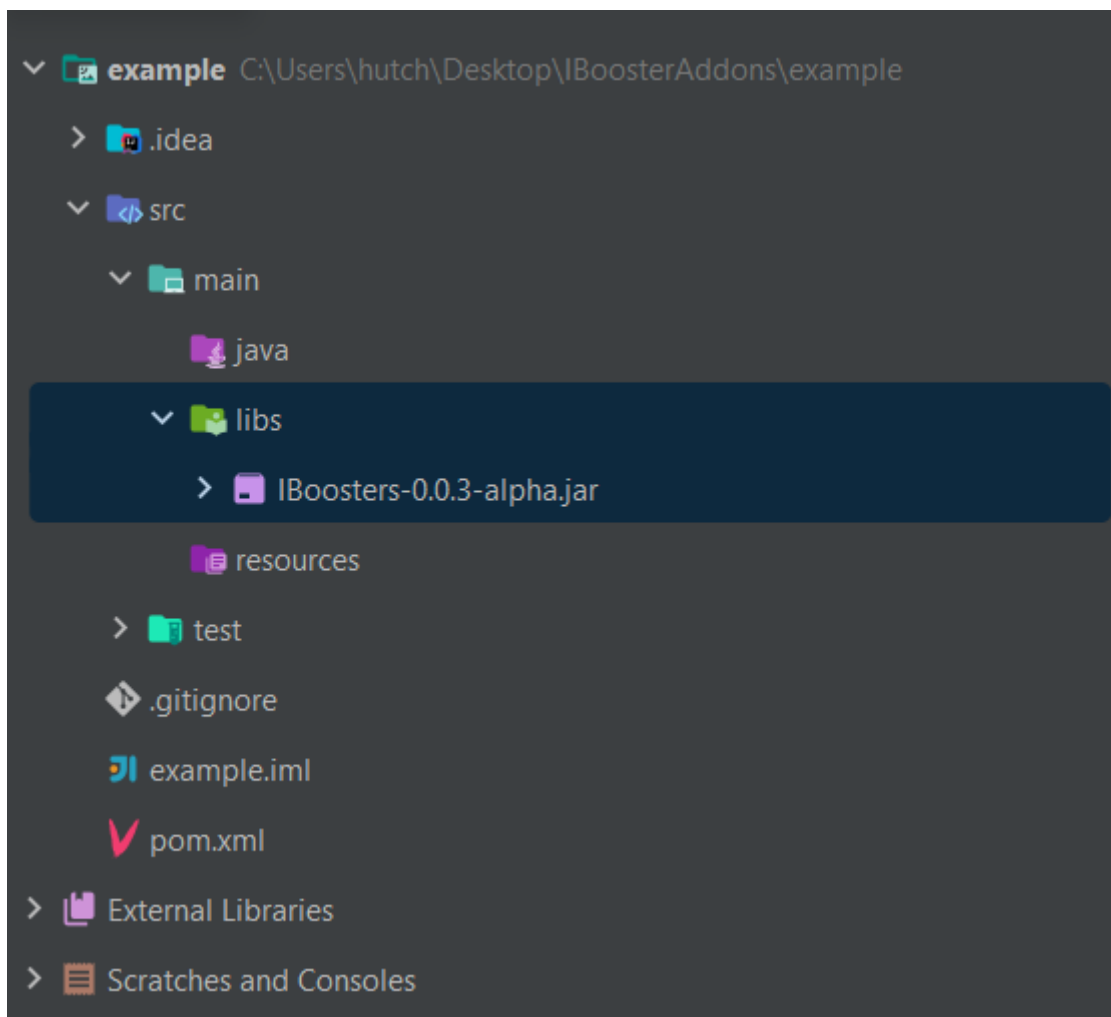 example C:\Users\hutch\Desktop\IBoosterAddons\example
.idea
src
main
java
libs
IBoosters-0.0.3-alpha.jar
resources
test
.gitignore
example.iml
pom.xml
External Libraries
Scratches and Consoles